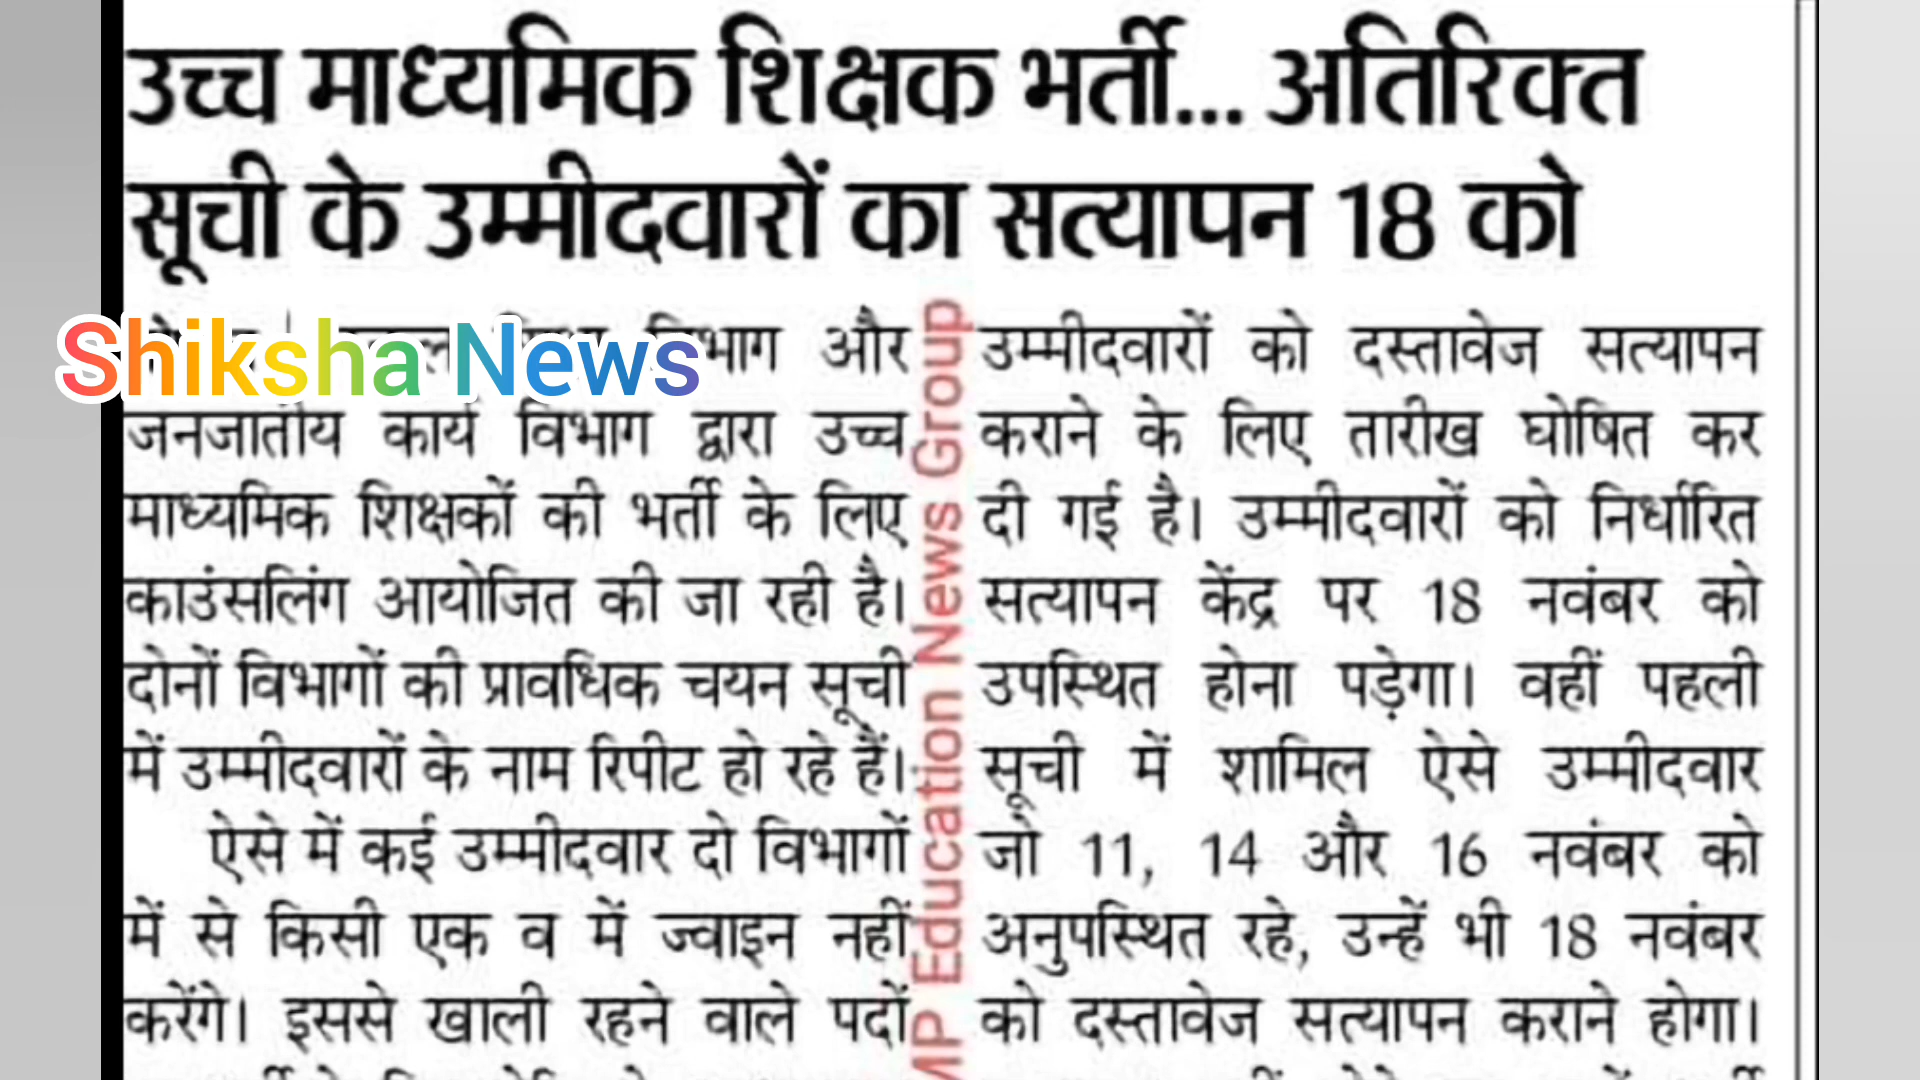 उच्च माध्यमिक शिक्षक भर्ती... अतिरिक्त
सूची के उम्मीदवारों का सत्यापन 18 को
Shiksha News
विभाग और
जनजातीय कार्य विभाग द्वारा उच्च
माध्यमिक शिक्षकों की भर्ती के लिए
काउंसलिंग आयोजित की जा रही है।
दोनों विभागों की प्रावधिक चयन सूची
में उम्मीदवारों के नाम रिपीट हो रहे हैं।
ऐसे में कई उम्मीदवार दो विभागों
में से किसी एक व में ज्वाइन नहीं
करेंगे। इससे खाली रहने वाले पदों
MP Education News Group
उम्मीदवारों को दस्तावेज सत्यापन
कराने के लिए तारीख घोषित कर
दी गई है। उम्मीदवारों को निर्धारित
सत्यापन केंद्र पर 18 नवंबर को
उपस्थित होना पड़ेगा। वहीं पहली
सूची में शामिल ऐसे उम्मीदवार
जो 11, 14 और 16 नवंबर को
अनुपस्थित रहे, उन्हें भी 18 नवंबर
को दस्तावेज सत्यापन कराने होगा।